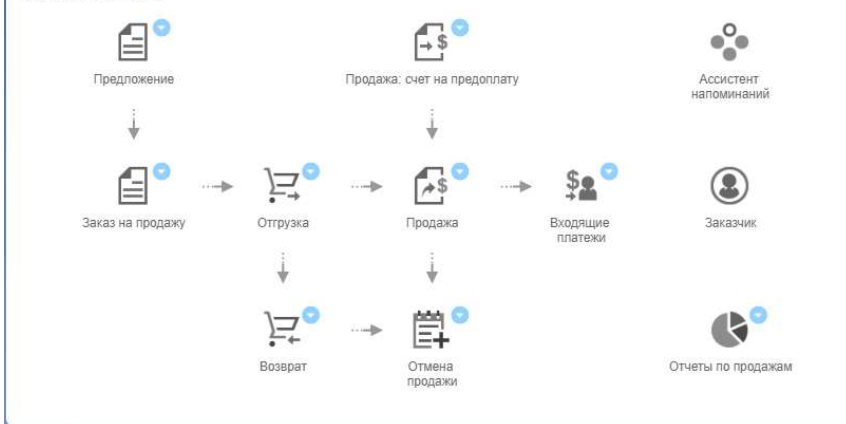 Предложение
Продажа: счет на предоплату
Ассистент
напоминаний
Заказ на продажу
Отгрузка
Продажа
Входящие
платежи
Заказчик
Возврат
Отмена
продажи
Отчеты по продажам